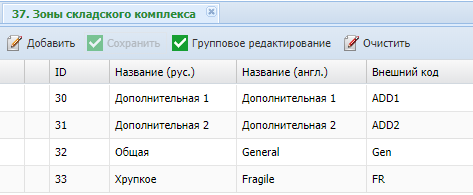 37. Зоны складского комплекса
Добавить Сохранить Групповое редактирование Очистить
ID Название (рус.) Название (англ.) Внешний код
30 Дополнительная 1 Дополнительная 1 ADD1
31 Дополнительная 2 Дополнительная 2 ADD2
32 Общая General Gen
33 Хрупкое Fragile FR